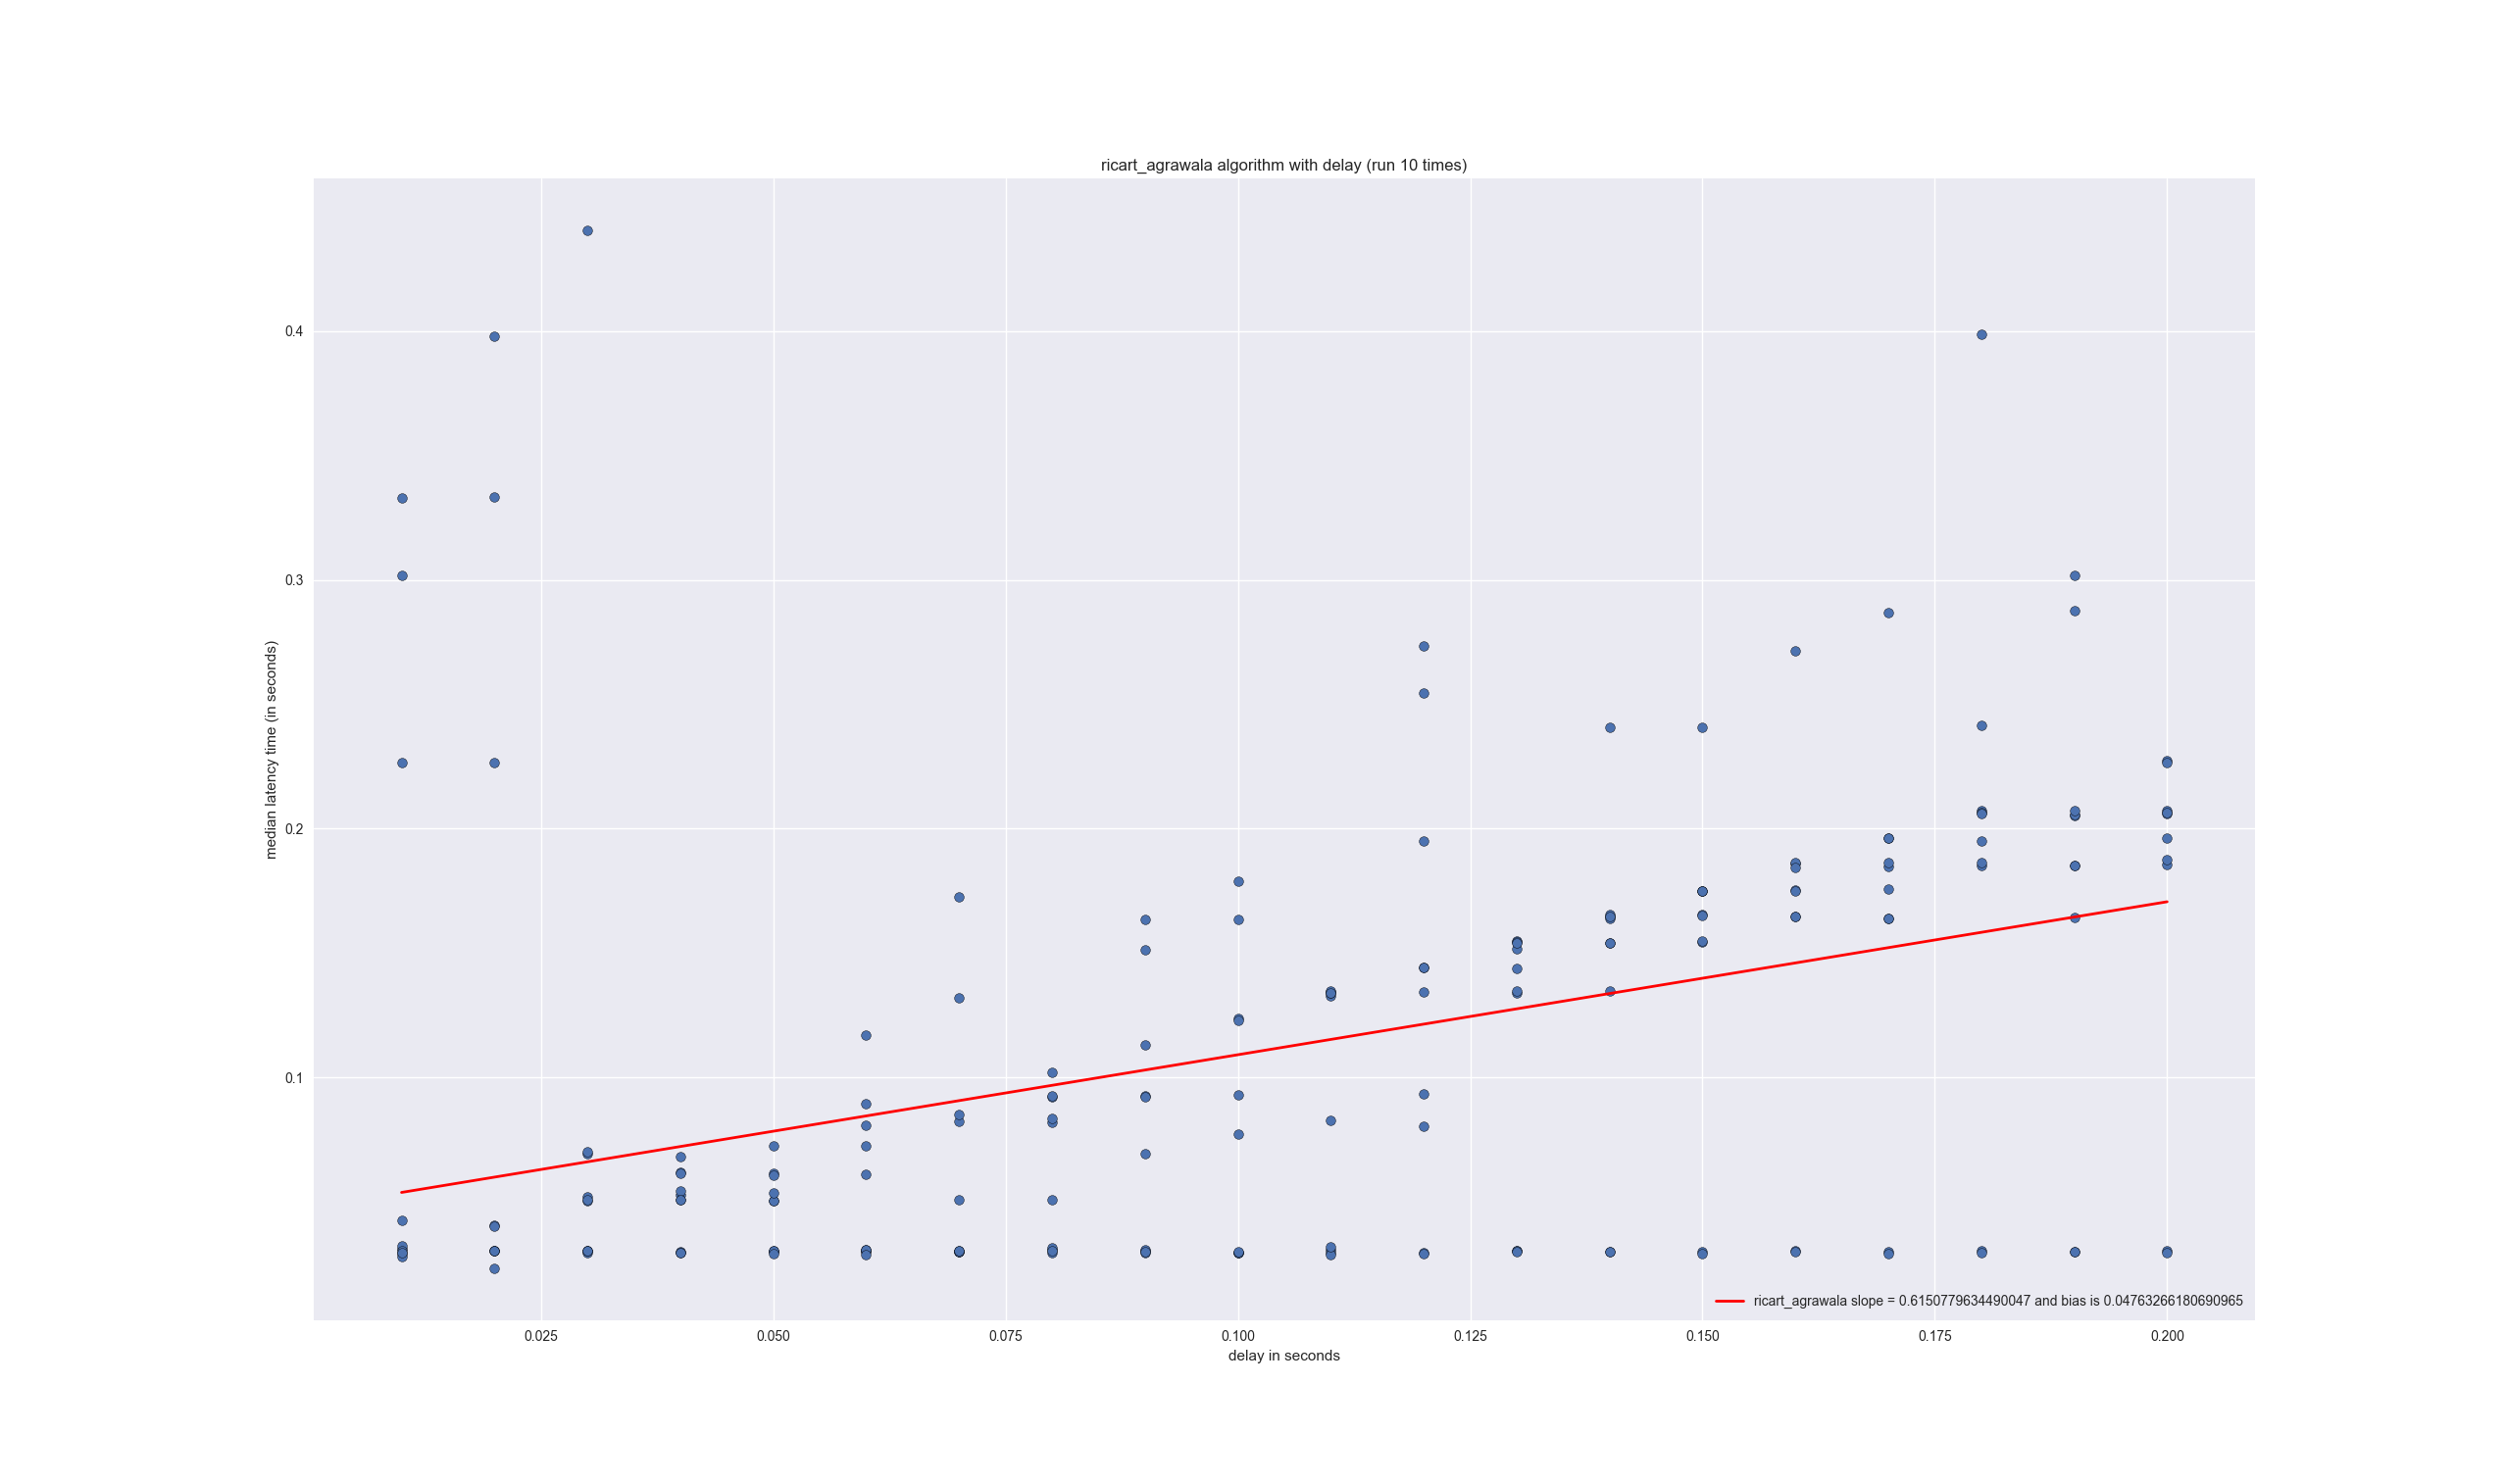 ricart_agrawala algorithm with delay (run 10 times)
median latency time (in seconds)
0.4
0.3
0.2
0.1
ricart_agrawala slope = 0.6150779634490047 and bias is 0.04763266180690965
0.025 0.050 0.075 0.100 0.125 0.150 0.175 0.200
delay in seconds